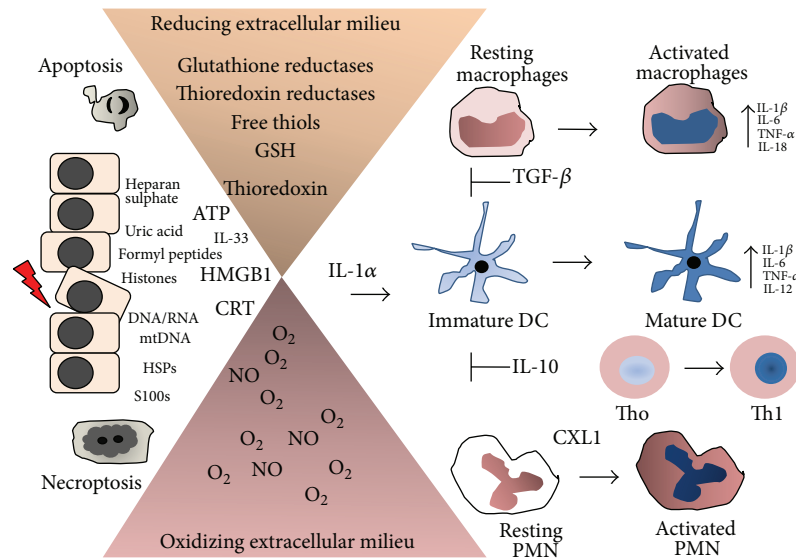 Reducing extracellular milieu
Glutathione reductases
Thioredoxin reductases
Free thiols
GSH
Thioredoxin
Apoptosis
Heparan
sulphate
Uric acid
Formyl peptides
Histones
DNA/RNA
mtDNA
HSPs
S100s
Necroptosis
ATP
IL-33
HMGB1
CRT
O2
O2
NO
O2
O2
O2
NO
O2
NO
O2
O2
Oxidizing extracellular milieu
IL-1α
Resting
macrophages
Activated
macrophages
IL-1β
IL-6
TNF-α
IL-18
TGF-β
Immature DC
Mature DC
IL-1β
IL-6
TNF-α
IL-12
IL-10
Tho
Th1
CXL1
Resting
PMN
Activated
PMN